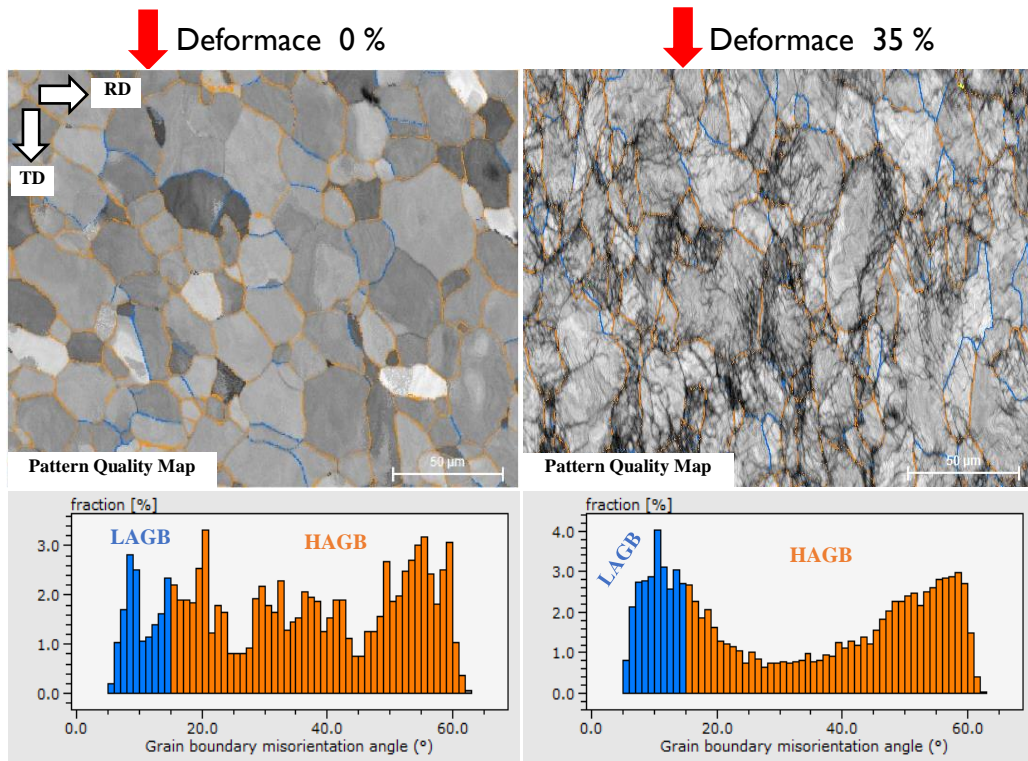 Deformace 0 %
Deformace 35 %
RD
TD
Pattern Quality Map
50 µm
Pattern Quality Map
50 µm
fraction [%]
LAGB
HAGB
3.0
2.0
1.0
0.0
0.0
20.0
40.0
60.0
Grain boundary misorientation angle (°)
fraction [%]
LAGB
HAGB
4.0
3.0
2.0
1.0
0.0
0.0
20.0
40.0
60.0
Grain boundary misorientation angle (°)